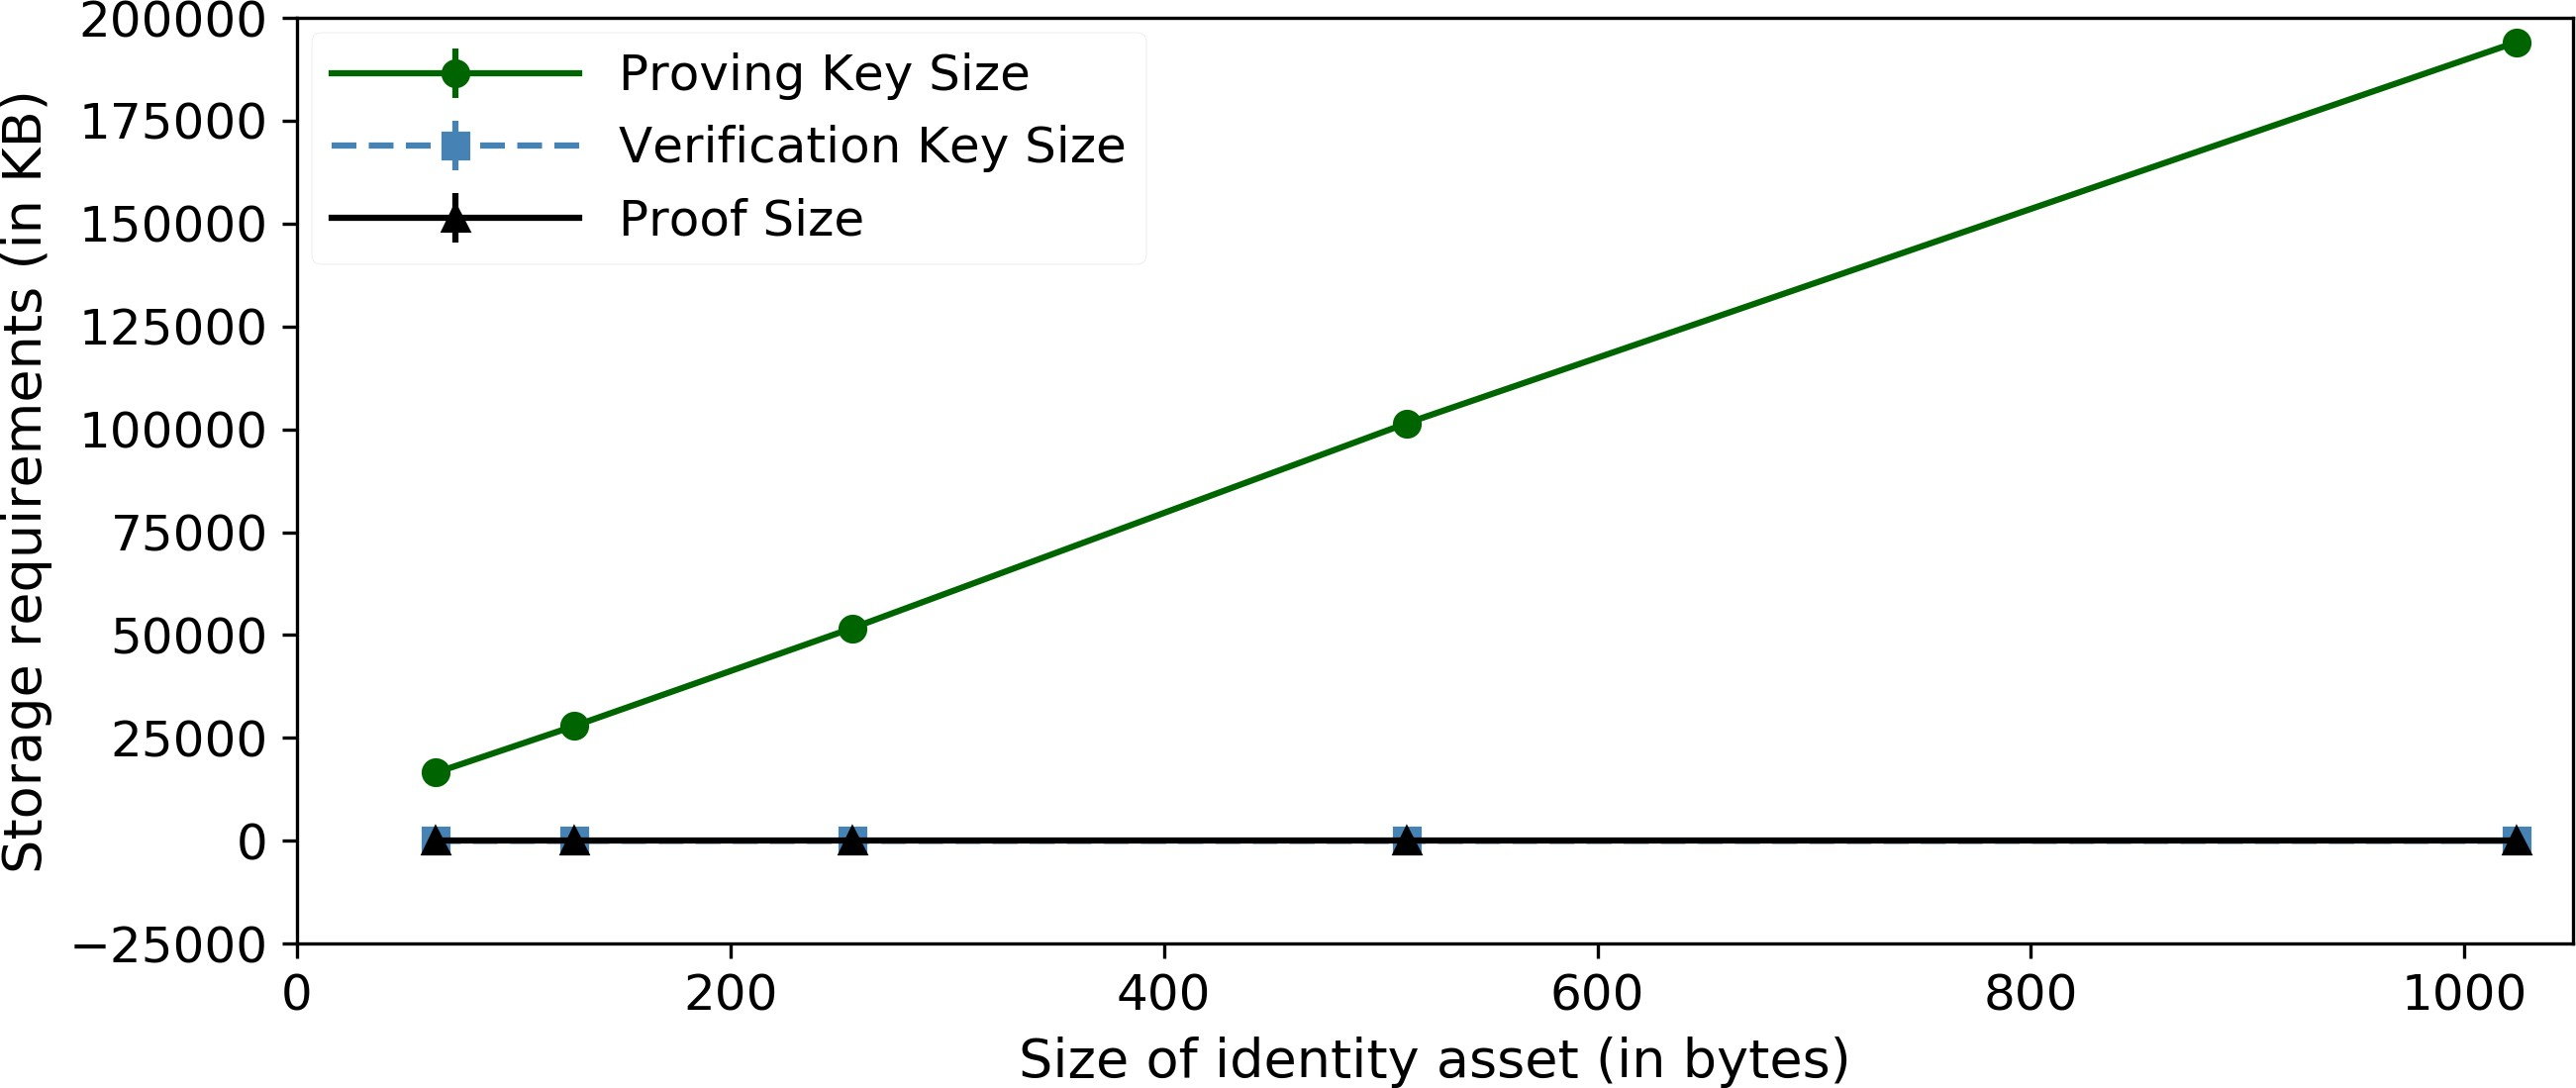 Storage requirements (in KB)
200000
175000
150000
125000
100000
75000
50000
25000
0
−25000
Proving Key Size
Verification Key Size
Proof Size
0 200 400 600 800 1000
Size of identity asset (in bytes)